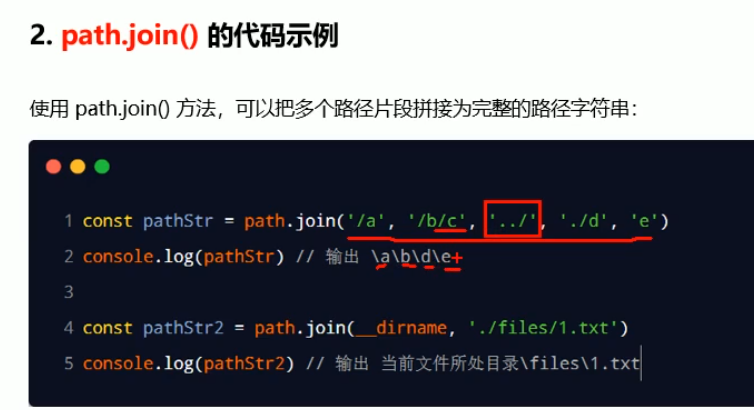 2. path.join() 的代码示例
使用 path.join() 方法，可以把多个路径片段拼接为完整的路径字符串：
1 const pathStr = path.join('/a', '/b/c', '../', './d', 'e')
2 console.log(pathStr) // 输出 \a\b\d\e
3
4 const pathStr2 = path.join(__dirname, './files/1.txt')
5 console.log(pathStr2) // 输出 当前文件所处目录\files\1.txt